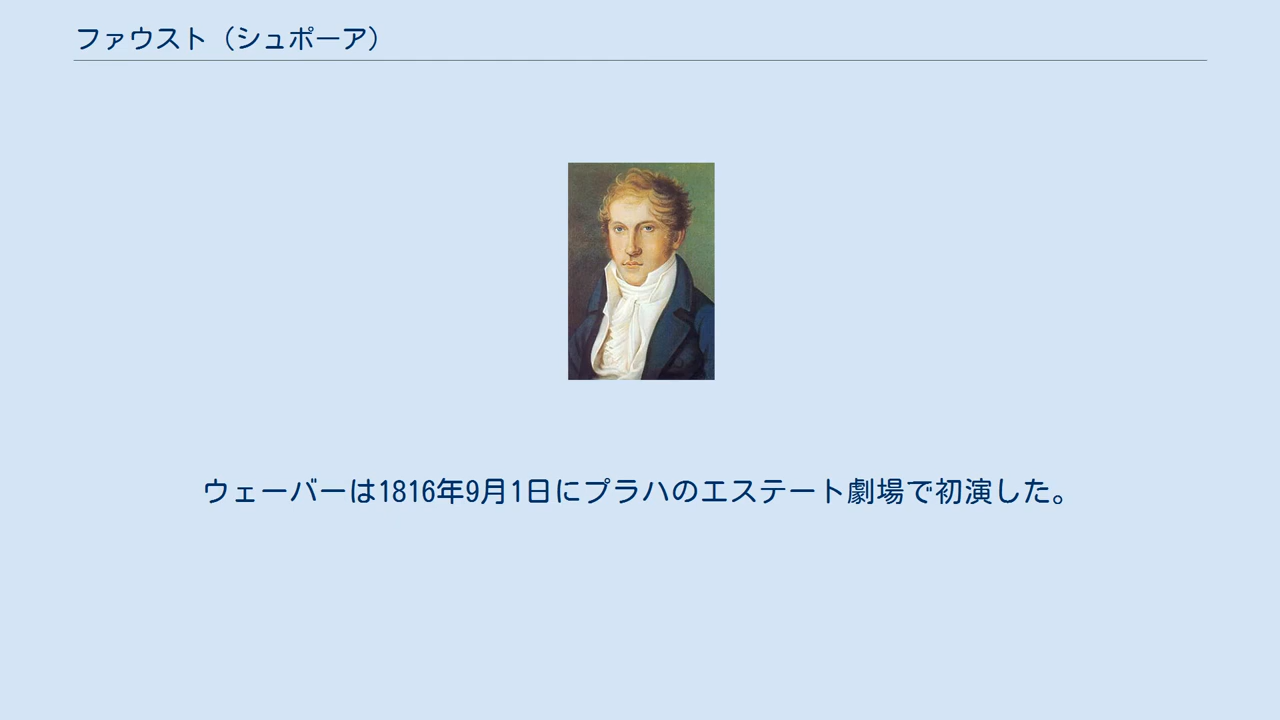 ファウスト（シュポーア）
ウェーバーは1816年9月1日にプラハのエステート劇場で初演した。